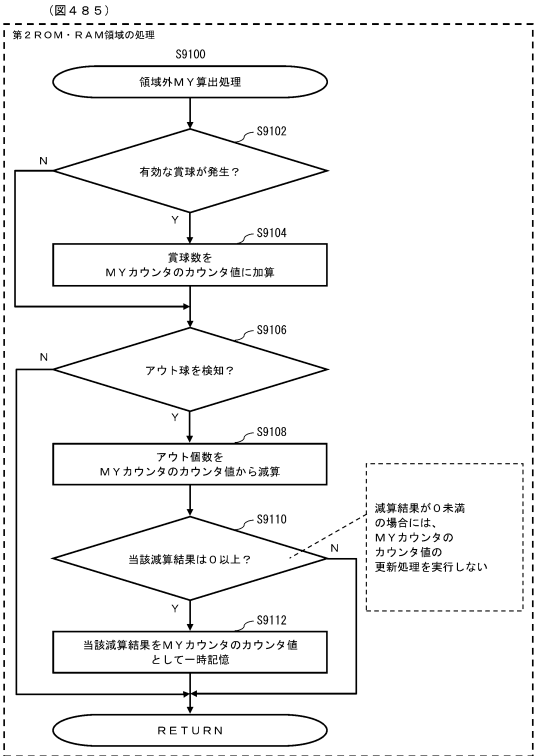 （図４８５）
第２ＲＯＭ・ＲＡＭ領域の処理
S9100
領域外ＭＹ算出処理
S9102
有効な賞球が発生？
Ｎ
Ｙ
S9104
賞球数を
ＭＹカウンタのカウンタ値に加算
S9106
アウト球を検知？
Ｎ
Ｙ
S9108
アウト個数を
ＭＹカウンタのカウンタ値から減算
S9110
当該減算結果は０以上？
Ｎ
Ｙ
減算結果が０未満
の場合には、
ＭＹカウンタの
カウンタ値の
更新処理を実行しない
S9112
当該減算結果をＭＹカウンタのカウンタ値
として一時記憶
ＲＥＴＵＲＮ